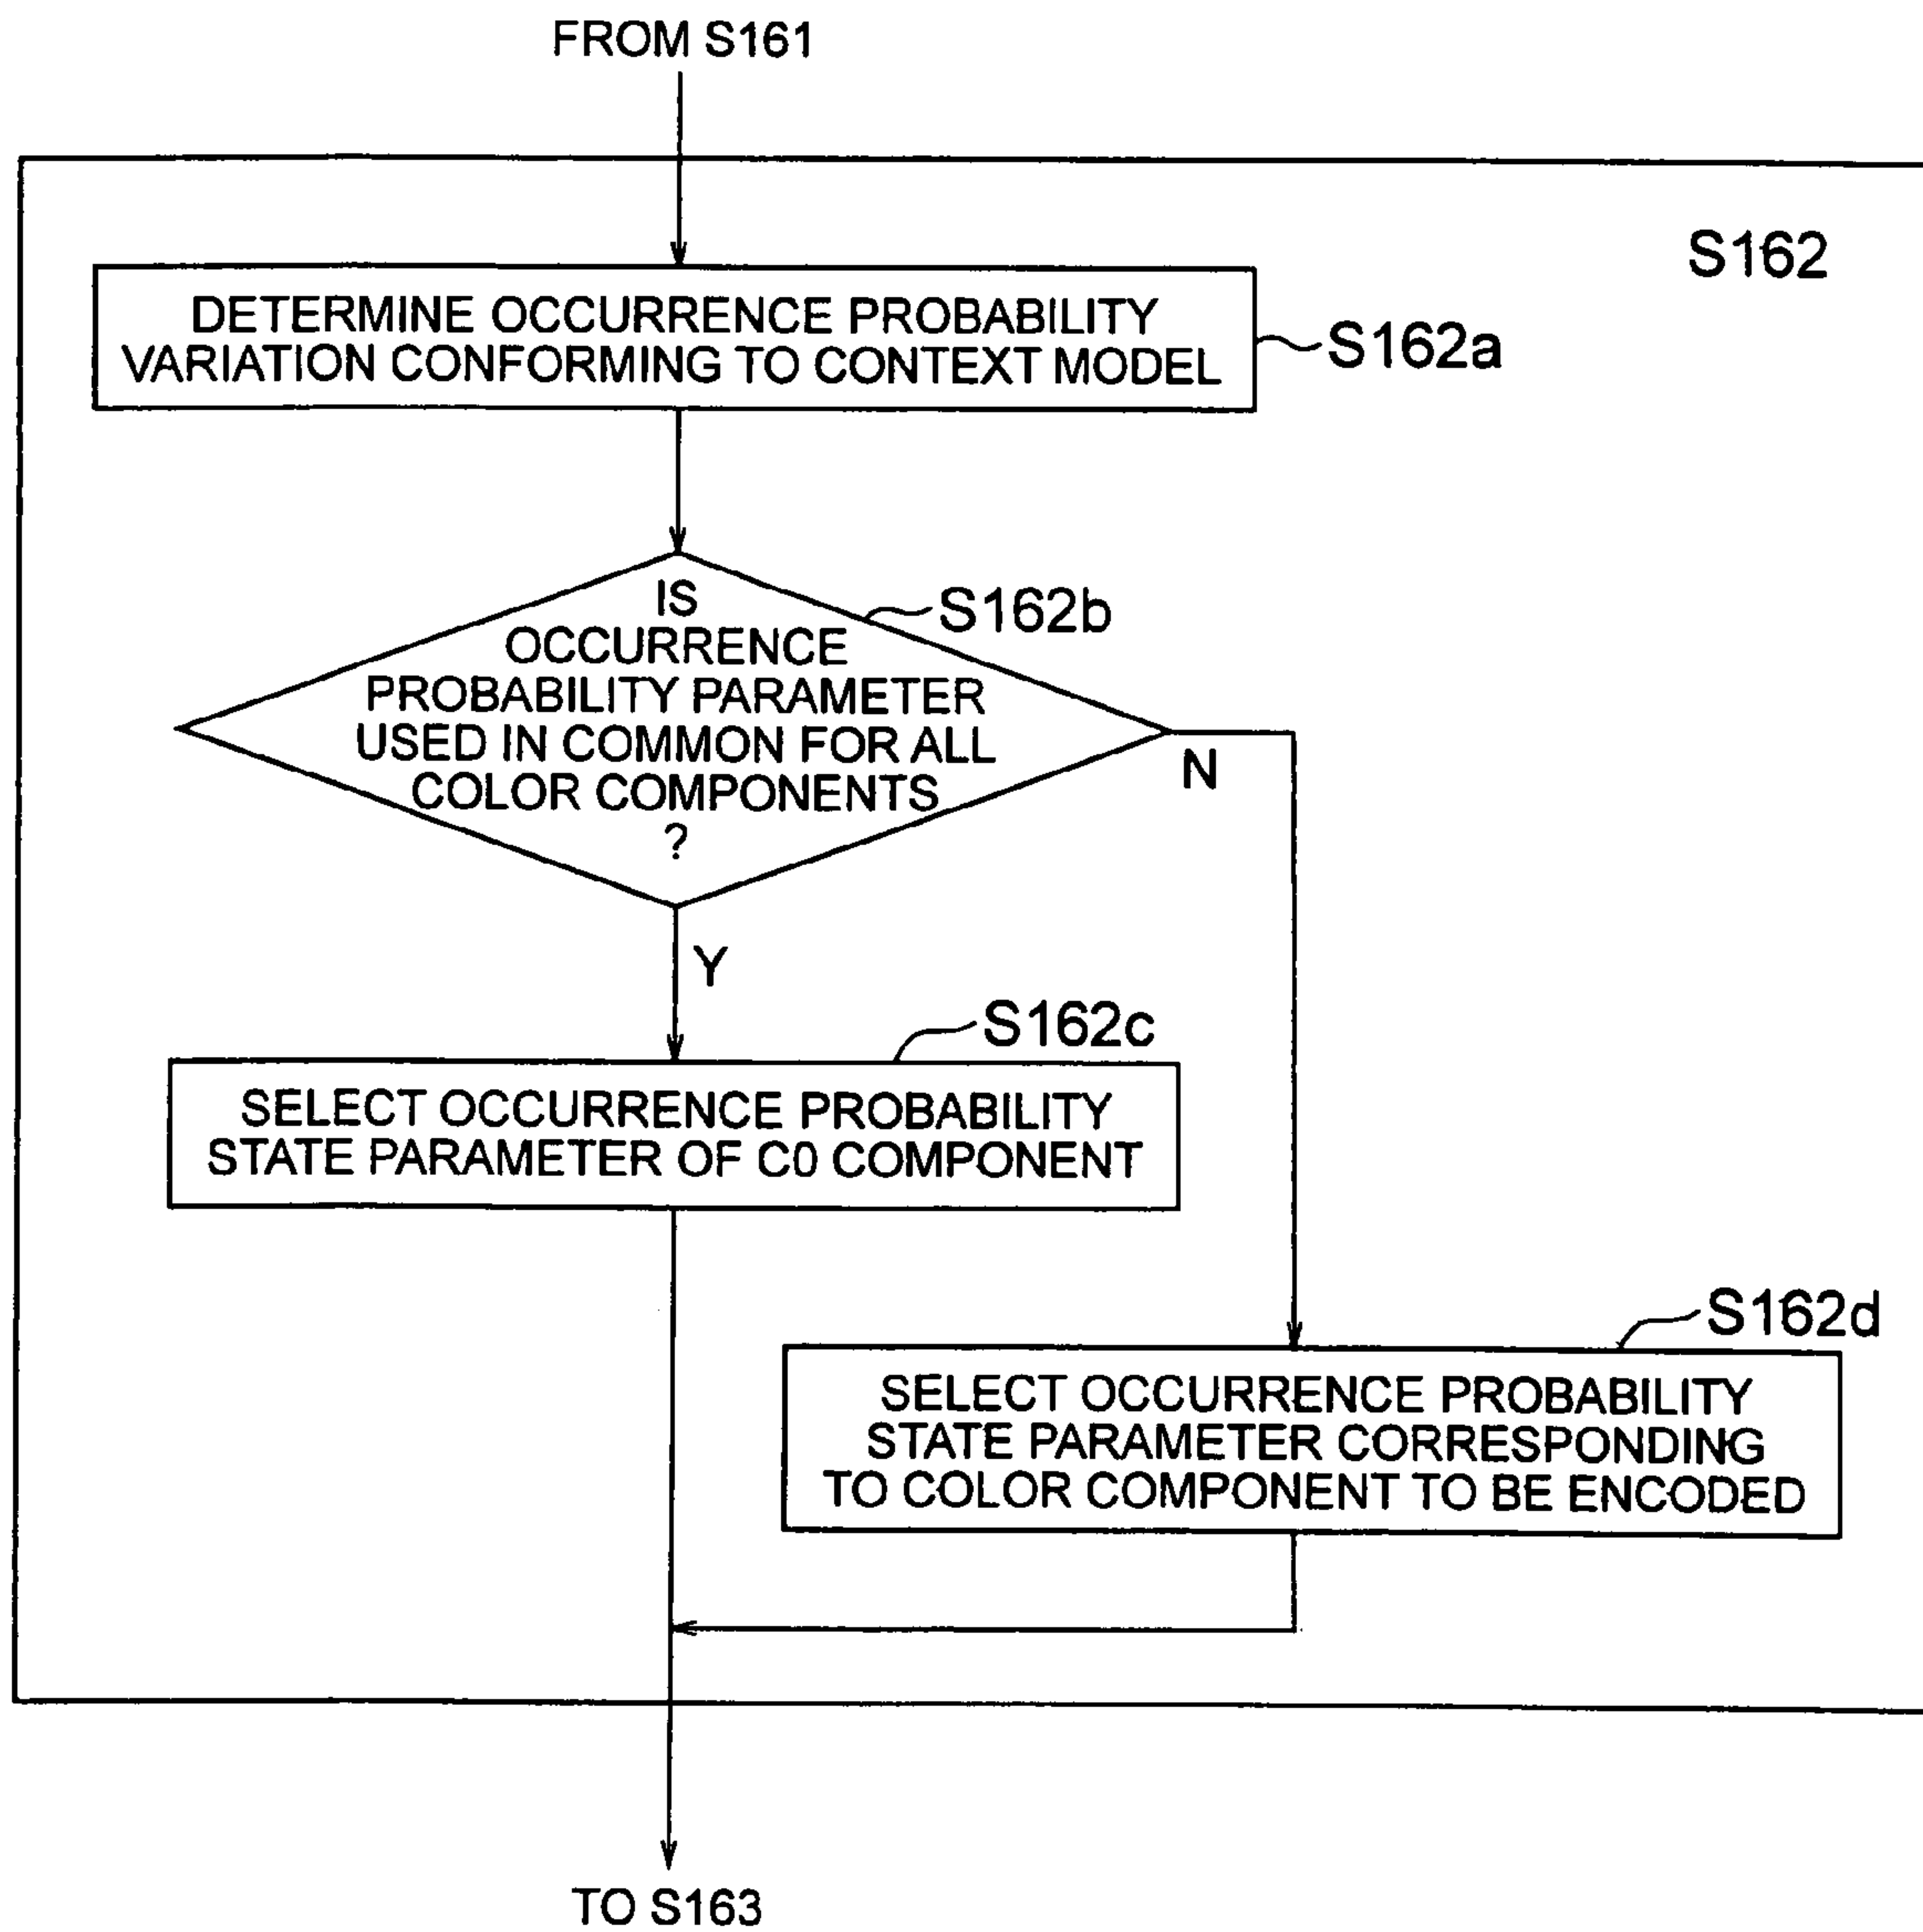 FROM S161
S162
DETERMINE OCCURRENCE PROBABILITY
VARIATION CONFORMING TO CONTEXT MODEL
S162a
IS
OCCURRENCE
PROBABILITY PARAMETER
USED IN COMMON FOR ALL
COLOR COMPONENTS
?
S162b
N
Y
S162c
SELECT OCCURRENCE PROBABILITY
STATE PARAMETER OF C0 COMPONENT
S162d
SELECT OCCURRENCE PROBABILITY
STATE PARAMETER CORRESPONDING
TO COLOR COMPONENT TO BE ENCODED
TO S163